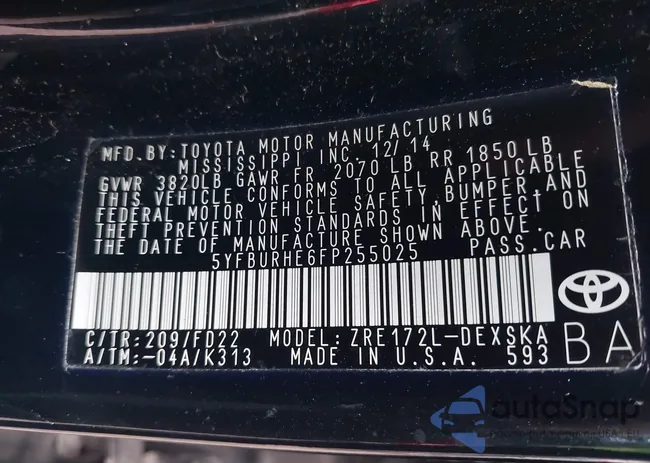 MFD.BY:TOYOTA MOTOR MANUFACTURING
MISSISSIPPI INC. 12/14
GVWR 3820LB GAWR FR 2070 LB RR 1850 LB
THIS VEHICLE CONFORMS TO ALL APPLICABLE
FEDERAL MOTOR VEHICLE SAFETY,BUMPER,AND
THEFT PREVENTION STANDARDS IN EFFECT ON
THE DATE OF MANUFACTURE SHOWN ABOVE.
5YFBURHE6FP255025 PASS.CAR
C/TR:209/FD22 MODEL: ZRE172L-DEXSKA
A/TM:-04A/K313 MADE IN U.S.A. 593
BA
autoSnap